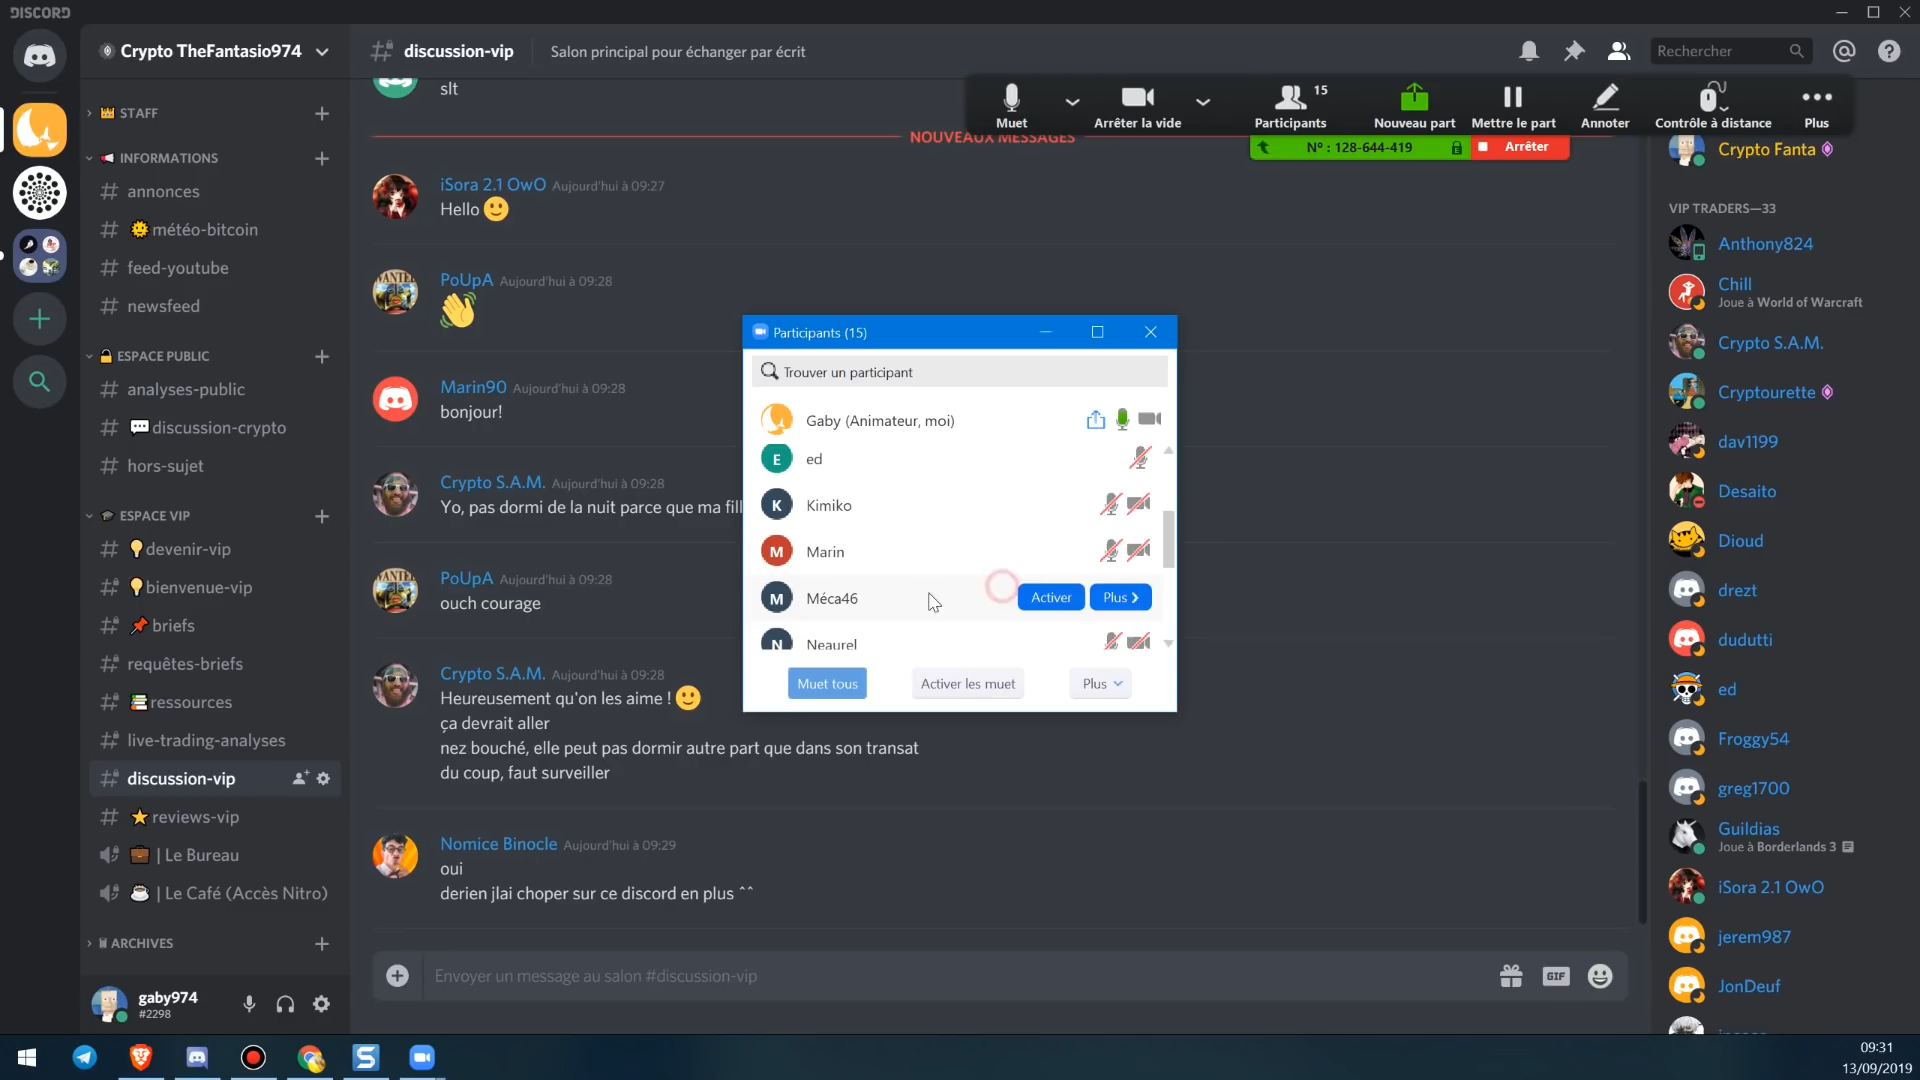 DISCORD
Crypto TheFantasio974
discussion-vip
Salon principal pour échanger par écrit
Rechercher
STAFF
INFORMATIONS
annonces
météo-bitcoin
feed-youtube
newsfeed
ESPACE PUBLIC
analyses-public
discussion-crypto
hors-sujet
ESPACE VIP
devenir-vip
bienvenue-vip
briefs
requêtes-briefs
ressources
live-trading-analyses
discussion-vip
reviews-vip
| Le Bureau
| Le Café (Accès Nitro)
ARCHIVES
gaby974
#2298
slt
NOUVEAUX MESSAGES
iSora 2.1 OwO Aujourd'hui à 09:27
Hello
PoUpA Aujourd'hui à 09:28
WANTED
Marin90 Aujourd'hui à 09:28
bonjour!
Crypto S.A.M. Aujourd'hui à 09:28
Yo, pas dormi de la nuit parce que ma fill
PoUpA Aujourd'hui à 09:28
WANTED
ouch courage
Crypto S.A.M. Aujourd'hui à 09:28
Heureusement qu'on les aime !
ça devrait aller
nez bouché, elle peut pas dormir autre part que dans son transat
du coup, faut surveiller
Nomice Binocle Aujourd'hui à 09:29
oui
derien jlai choper sur ce discord en plus ^^
Envoyer un message au salon #discussion-vip
GIF
Muet
Arrêter la vide
15
Participants
Nouveau part
Mettre le part
Annoter
Contrôle à distance
Plus
N° : 128-644-419
Arrêter
Participants (15)
Trouver un participant
Gaby (Animateur, moi)
E ed
K Kimiko
M Marin
M Méca46
Activer
Plus
N Neaurel
Muet tous
Activer les muet
Plus
Crypto Fanta
VIP TRADERS—33
Anthony824
Chill
Joue à World of Warcraft
Crypto S.A.M.
Cryptourette
dav1199
Desaito
Dioud
drezt
dudutti
ed
Froggy54
greg1700
Guildias
Joue à Borderlands 3
iSora 2.1 OwO
jerem987
JonDeuf
S
09:31
13/09/2019